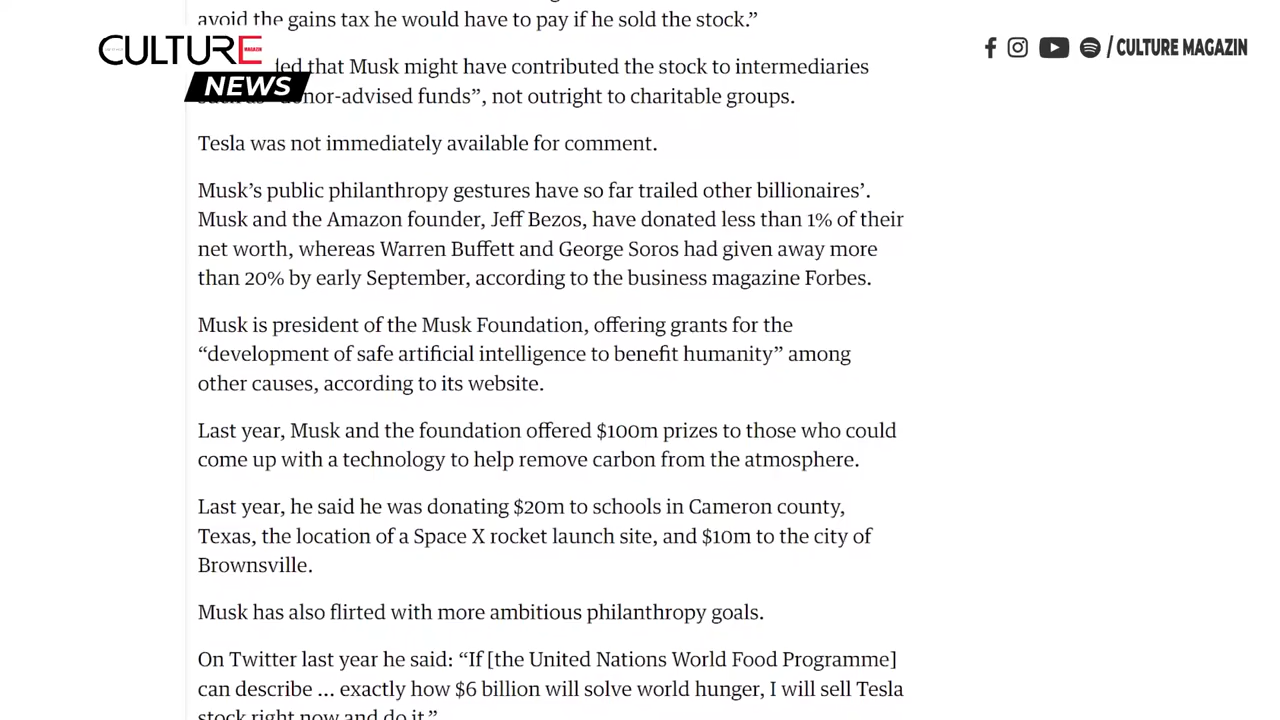 avoid the gains tax he would have to pay if he sold the stock.”
CULTURE
MAGAZIN
NEWS
/ CULTURE MAGAZIN
that Musk might have contributed the stock to intermediaries
funds”, not outright to charitable groups.
Tesla was not immediately available for comment.
Musk’s public philanthropy gestures have so far trailed other billionaires’.
Musk and the Amazon founder, Jeff Bezos, have donated less than 1% of their
net worth, whereas Warren Buffett and George Soros had given away more
than 20% by early September, according to the business magazine Forbes.
Musk is president of the Musk Foundation, offering grants for the
“development of safe artificial intelligence to benefit humanity” among
other causes, according to its website.
Last year, Musk and the foundation offered $100m prizes to those who could
come up with a technology to help remove carbon from the atmosphere.
Last year, he said he was donating $20m to schools in Cameron county,
Texas, the location of a Space X rocket launch site, and $10m to the city of
Brownsville.
Musk has also flirted with more ambitious philanthropy goals.
On Twitter last year he said: “If [the United Nations World Food Programme]
can describe ... exactly how $6 billion will solve world hunger, I will sell Tesla
stock right now and do it.”